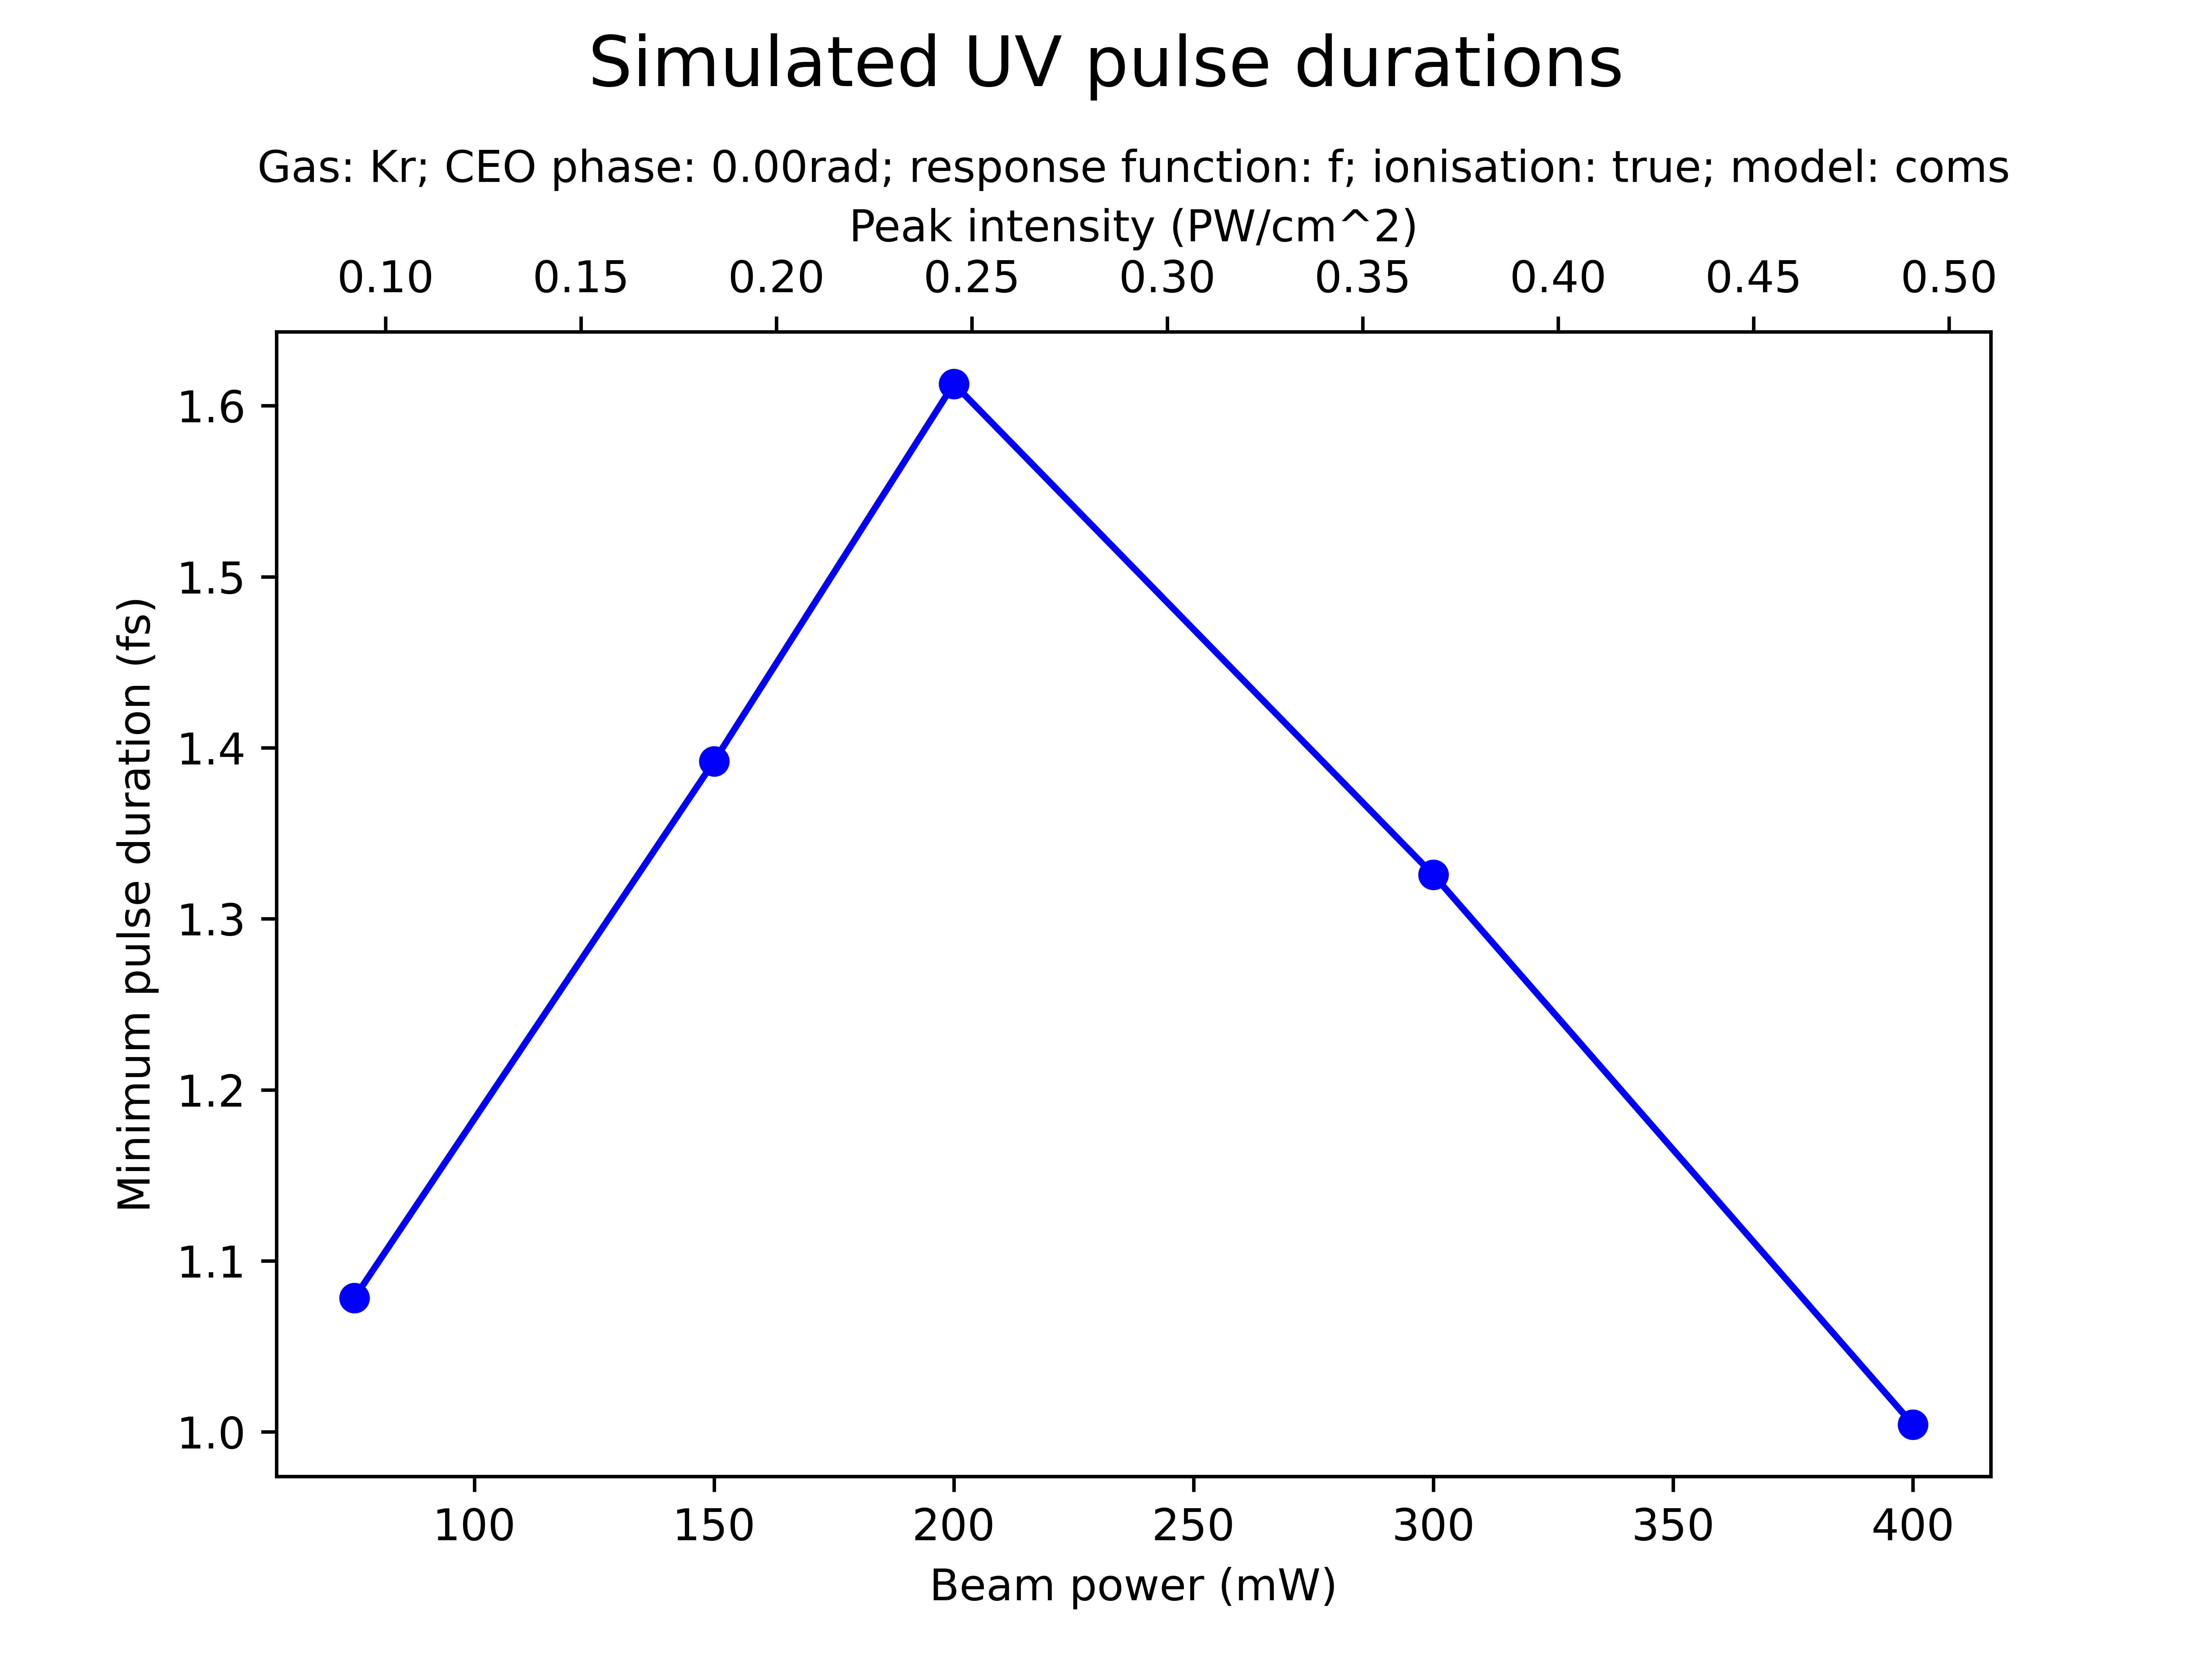 Simulated UV pulse durations
Gas: Kr; CEO phase: 0.00rad; response function: f; ionisation: true; model: coms
Peak intensity (PW/cm^2)
0.10 0.15 0.20 0.25 0.30 0.35 0.40 0.45 0.50
Minimum pulse duration (fs)
1.6
1.5
1.4
1.3
1.2
1.1
1.0
100 150 200 250 300 350 400
Beam power (mW)